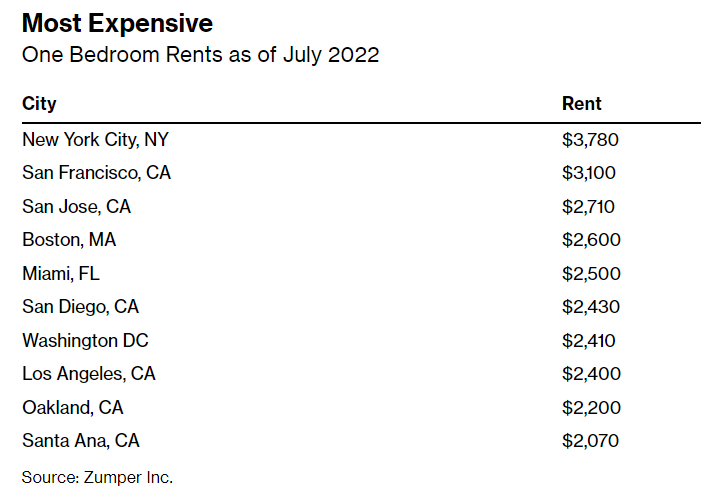 Most Expensive
One Bedroom Rents as of July 2022
City Rent
New York City, NY $3,780
San Francisco, CA $3,100
San Jose, CA $2,710
Boston, MA $2,600
Miami, FL $2,500
San Diego, CA $2,430
Washington DC $2,410
Los Angeles, CA $2,400
Oakland, CA $2,200
Santa Ana, CA $2,070
Source: Zumper Inc.